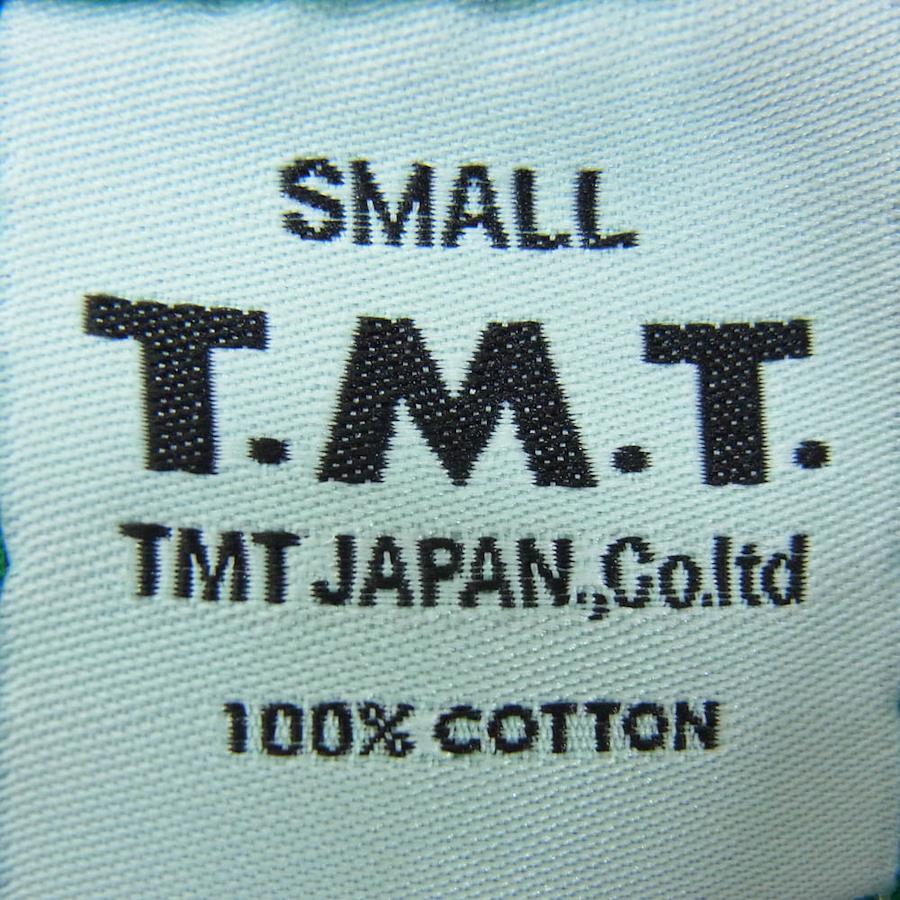 SMALL
T.M.T.
TMT JAPAN.,Co.ltd
100% COTTON